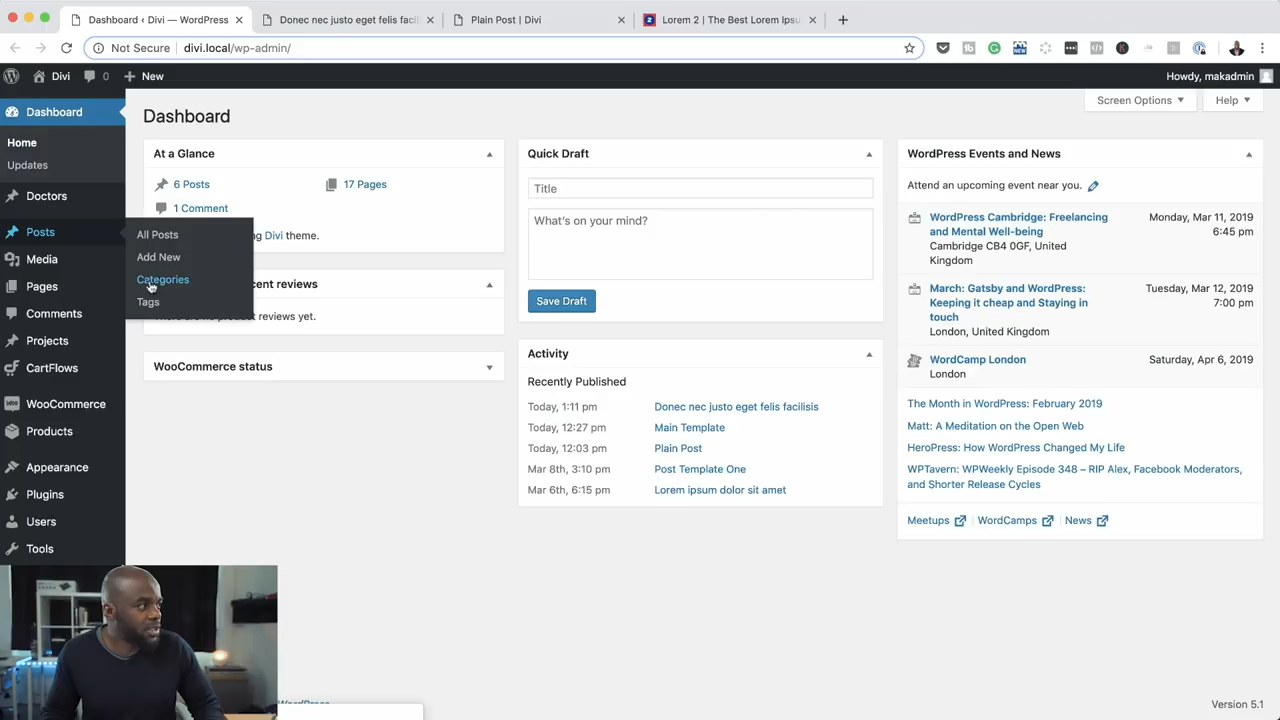 Dashboard ‹ Divi — WordPress
Donec nec justo eget felis facil
Plain Post | Divi
Lorem 2 | The Best Lorem Ipsu
Not Secure
divi.local/wp-admin/
Divi
0
New
Howdy, makadmin
Dashboard
Home
Updates
Doctors
Posts
Media
Pages
Comments
Projects
CartFlows
WooCommerce
Products
Appearance
Plugins
Users
Tools
All Posts
Add New
Categories
Tags
Dashboard
Screen Options
Help
At a Glance
6 Posts
17 Pages
1 Comment
ng Divi theme.
cent reviews
reviews yet.
WooCommerce status
Quick Draft
Title
What's on your mind?
Save Draft
Activity
Recently Published
Today, 1:11 pm Donec nec justo eget felis facilisis
Today, 12:27 pm Main Template
Today, 12:03 pm Plain Post
Mar 8th, 3:10 pm Post Template One
Mar 6th, 6:15 pm Lorem ipsum dolor sit amet
WordPress Events and News
Attend an upcoming event near you.
WordPress Cambridge: Freelancing
and Mental Well-being
Cambridge CB4 0GF, United
Kingdom
Monday, Mar 11, 2019
6:45 pm
March: Gatsby and WordPress:
Keeping it cheap and Staying in
touch
London, United Kingdom
Tuesday, Mar 12, 2019
7:00 pm
WordCamp London
London
Saturday, Apr 6, 2019
The Month in WordPress: February 2019
Matt: A Meditation on the Open Web
HeroPress: How WordPress Changed My Life
WPTavern: WPWeekly Episode 348 – RIP Alex, Facebook Moderators,
and Shorter Release Cycles
Meetups
WordCamps
News
WordPress
Version 5.1